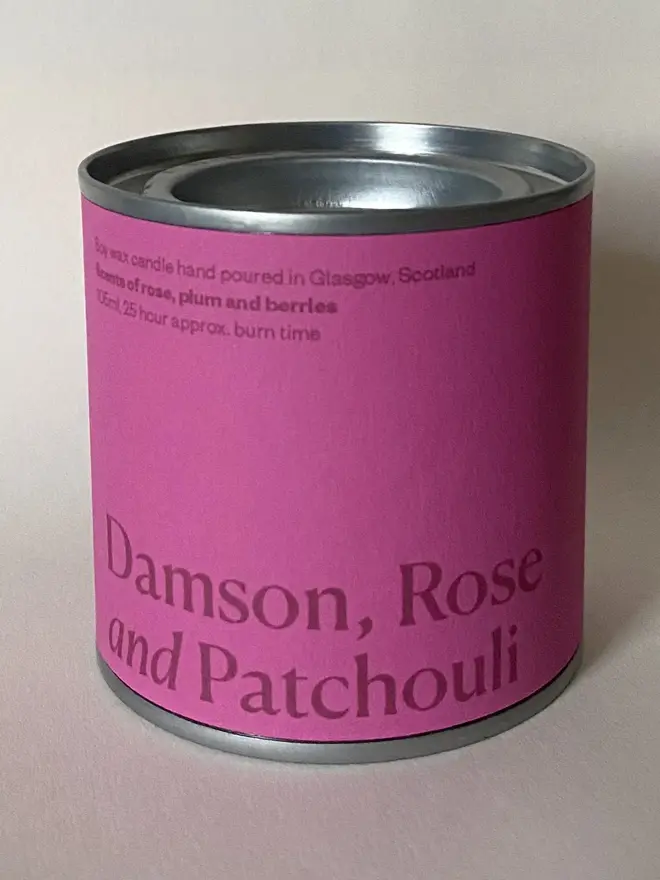 Soy wax candle hand poured in Glasgow, Scotland
Scents of rose, plum and berries
105ml, 25 hour approx. burn time
Damson, Rose
and Patchouli